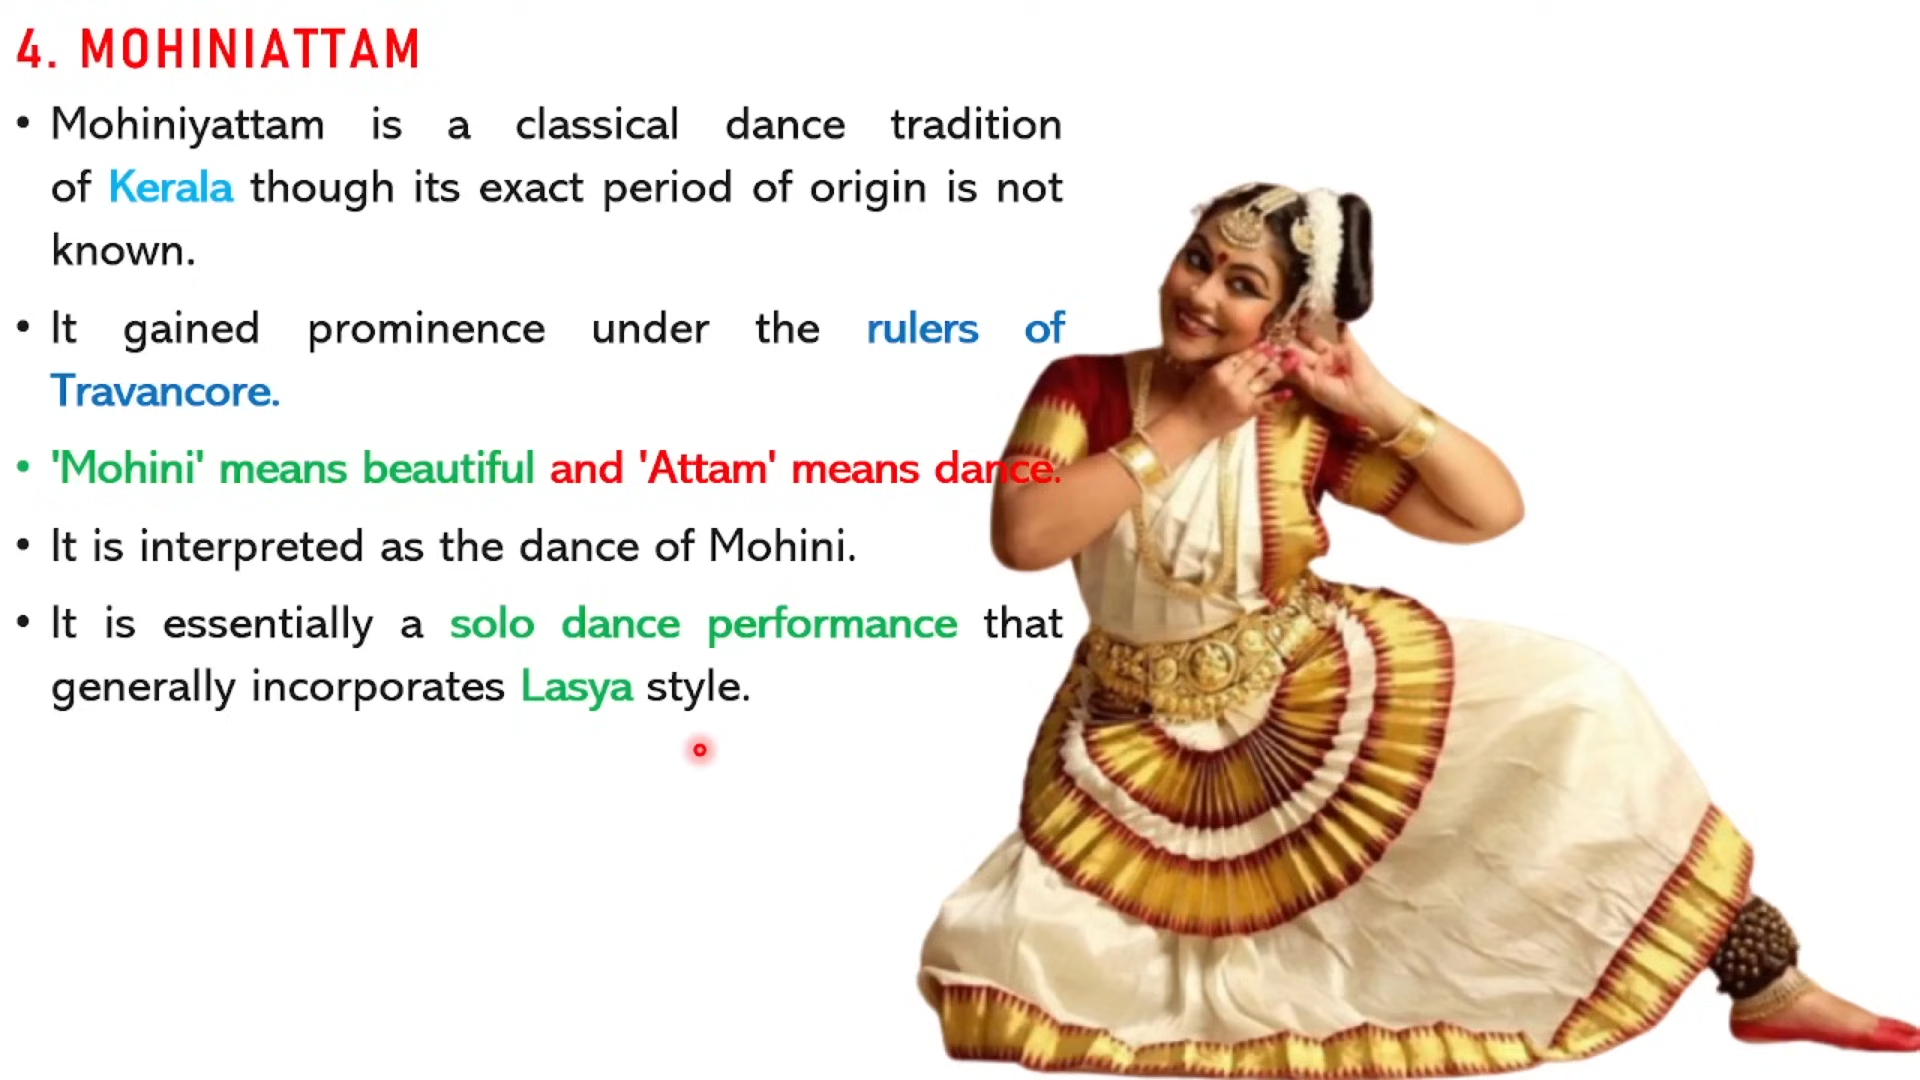 4. MOHINIATTAM
• Mohiniyattam is a classical dance tradition
of Kerala though its exact period of origin is not
known.
• It gained prominence under the rulers of
Travancore.
• 'Mohini' means beautiful and 'Attam' means dance.
• It is interpreted as the dance of Mohini.
• It is essentially a solo dance performance that
generally incorporates Lasya style.